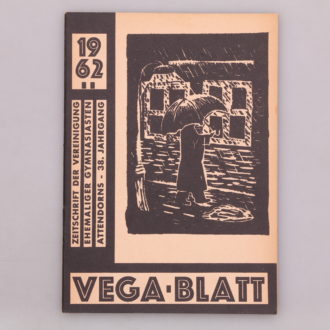 19
62
II
ZEITSCHRIFT DER VEREINIGUNG
EHEMALIGER GYMNASIASTEN
ATTENDORNS - 38. JAHRGANG
VEGA-BLATT